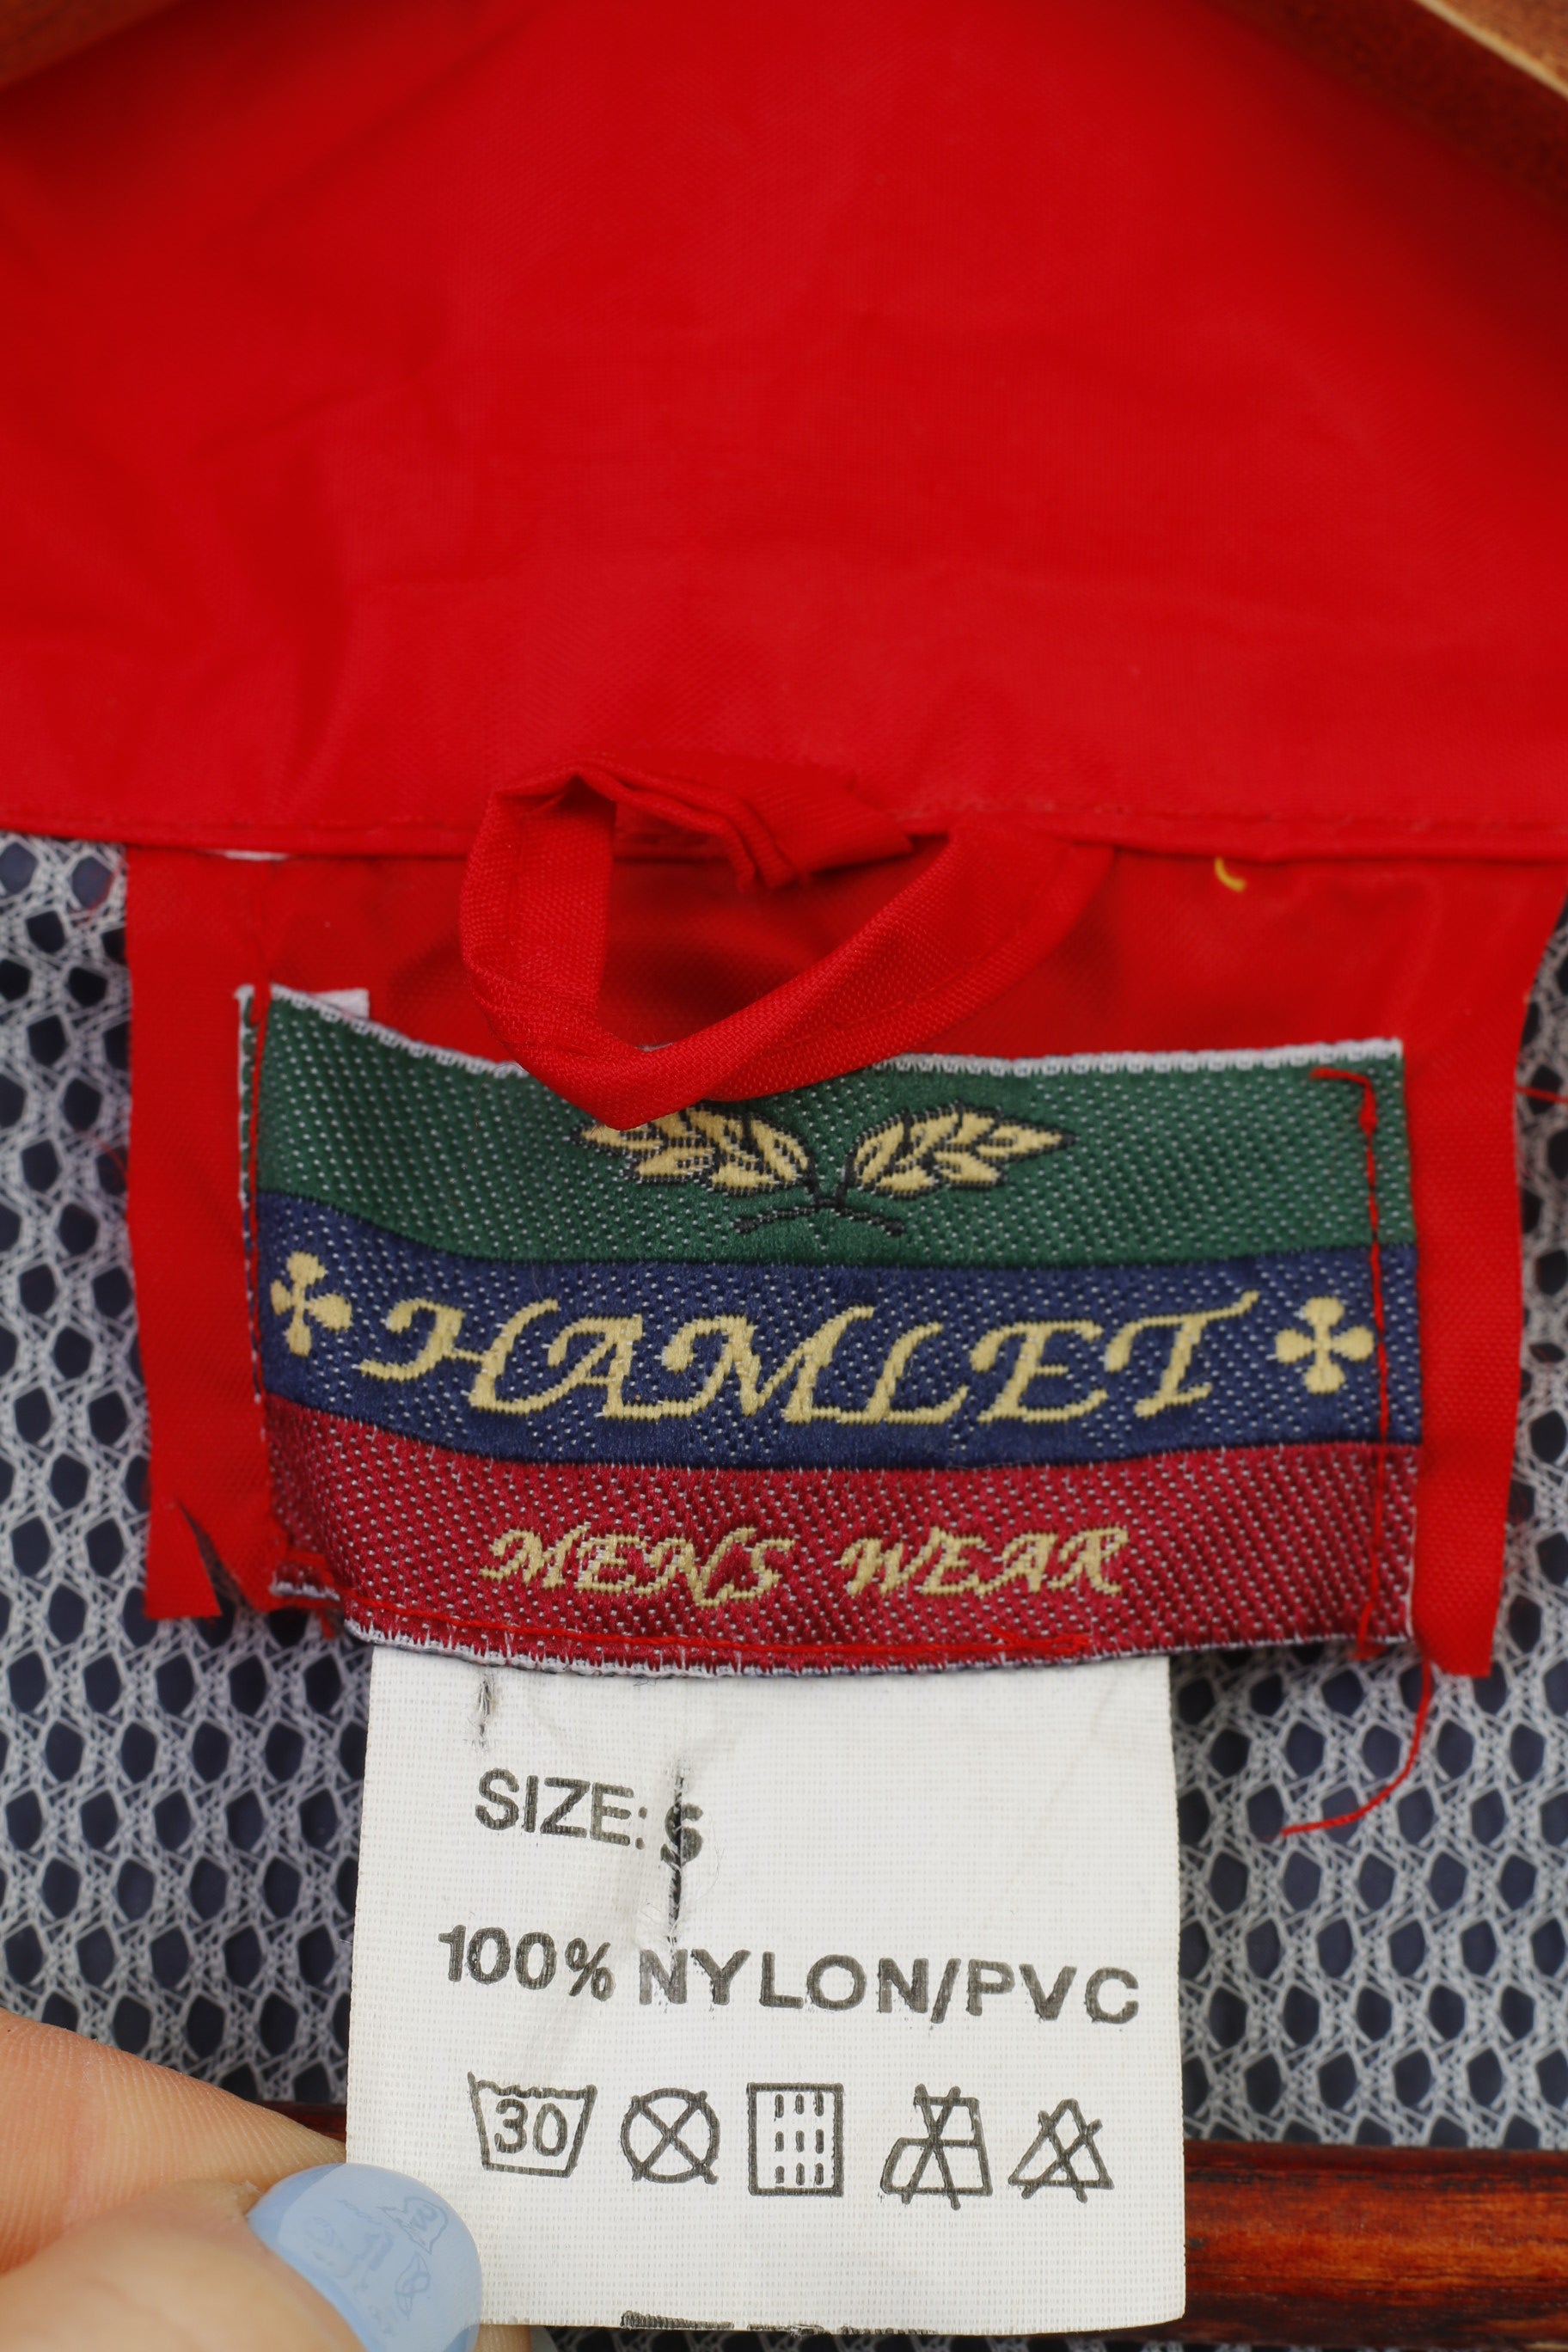 HAMLET
MENS WEAR
SIZE: S
100% NYLON/PVC
30